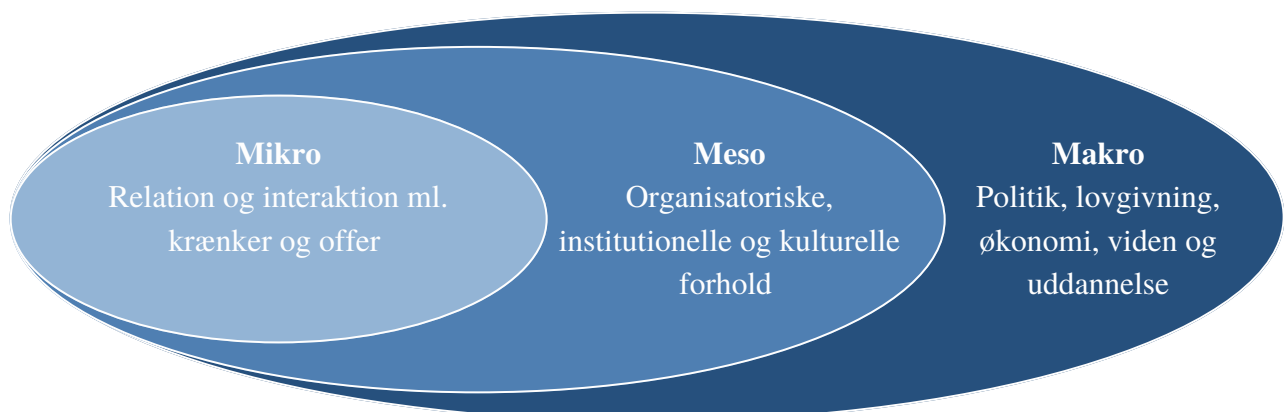 Mikro
Relation og interaktion ml.
krænker og offer
Meso
Organisatoriske,
institutionelle og kulturelle
forhold
Makro
Politik, lovgivning,
økonomi, viden og
uddannelse